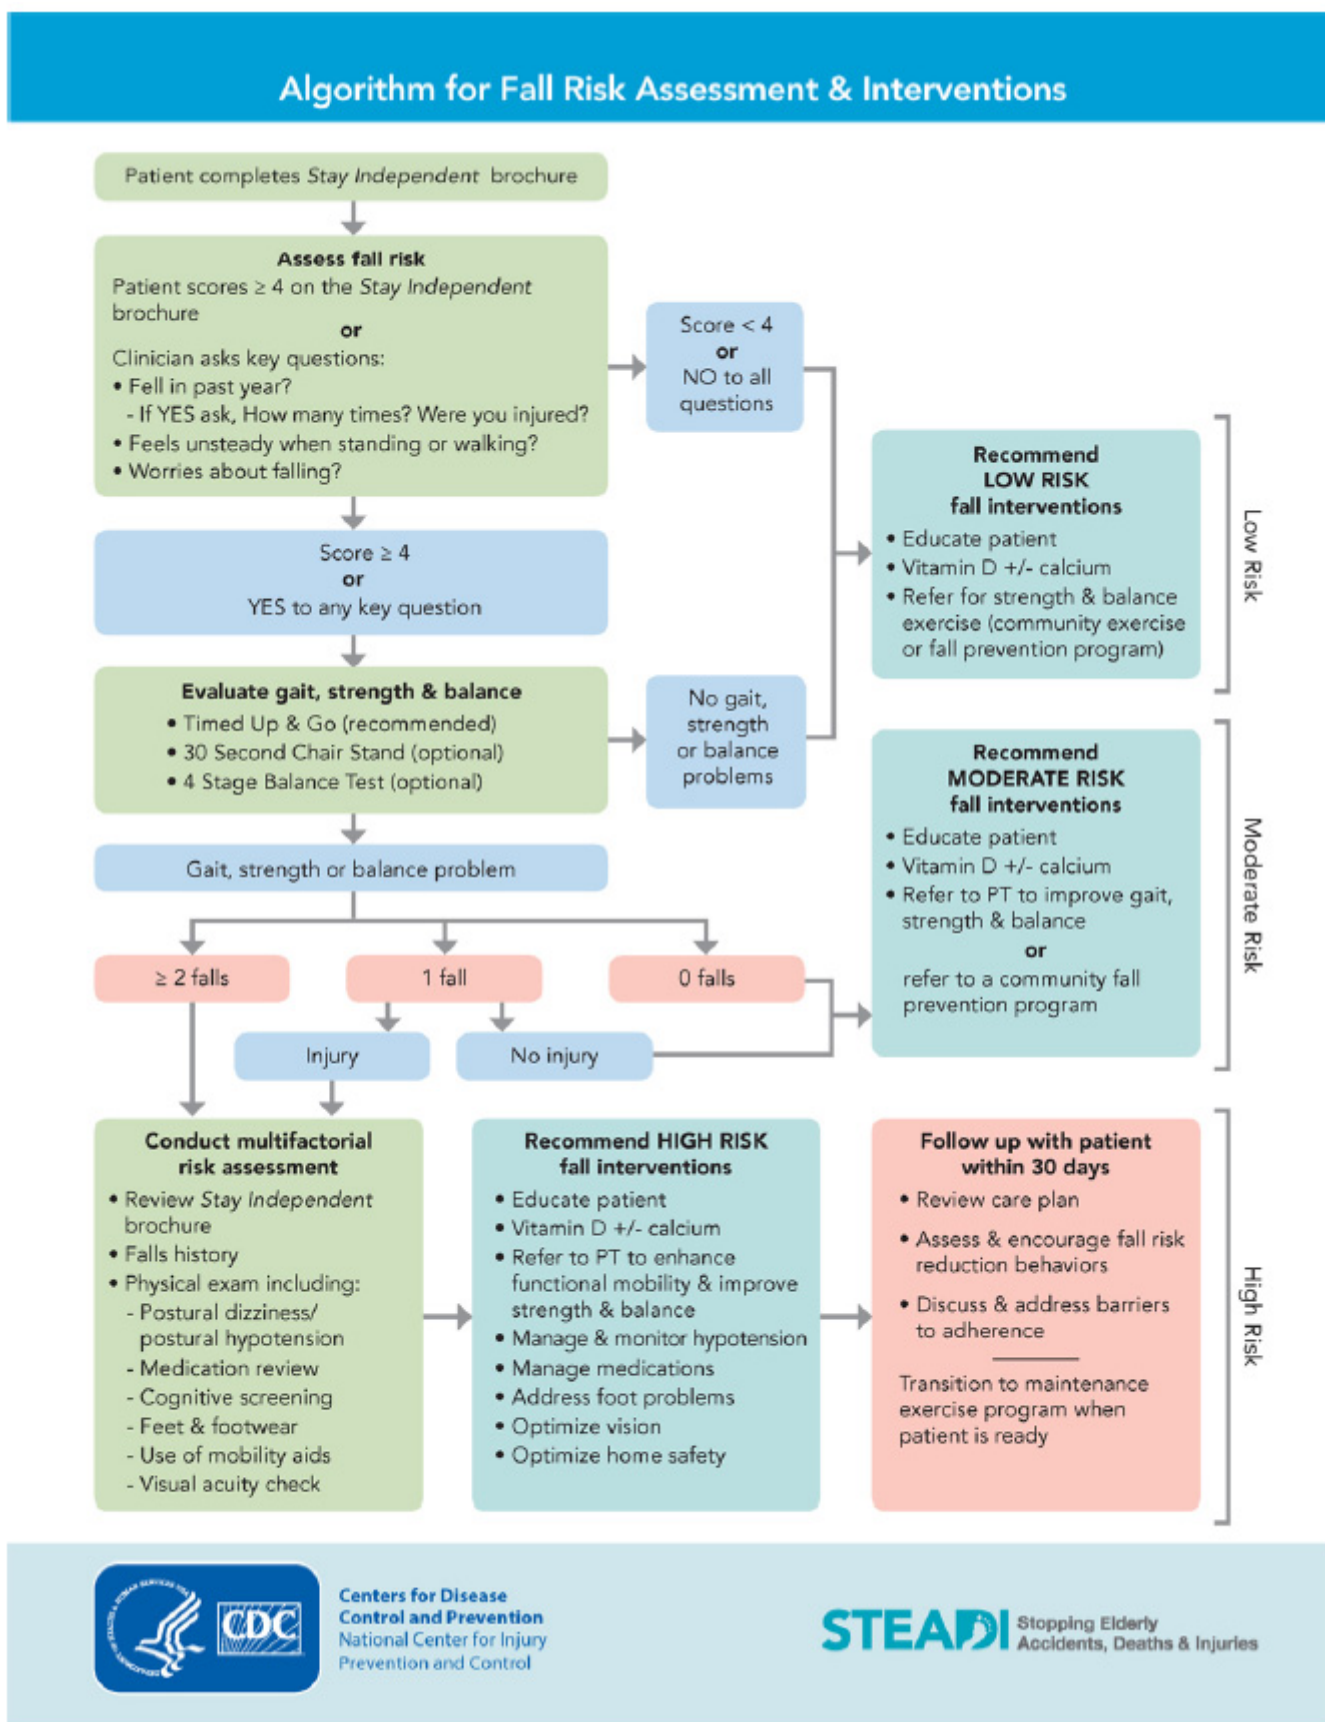 Algorithm for Fall Risk Assessment & Interventions
Patient completes Stay Independent brochure
Assess fall risk
Patient scores ≥ 4 on the Stay Independent
brochure
or
Clinician asks key questions:
• Fell in past year?
- If YES ask, How many times? Were you injured?
• Feels unsteady when standing or walking?
• Worries about falling?
Score < 4
or
NO to all
questions
Score ≥ 4
or
YES to any key question
Evaluate gait, strength & balance
• Timed Up & Go (recommended)
• 30 Second Chair Stand (optional)
• 4 Stage Balance Test (optional)
No gait,
strength
or balance
problems
Recommend
LOW RISK
fall interventions
• Educate patient
• Vitamin D +/- calcium
• Refer for strength & balance
exercise (community exercise
or fall prevention program)
Low Risk
Gait, strength or balance problem
≥ 2 falls
1 fall
0 falls
Injury
No injury
Recommend
MODERATE RISK
fall interventions
• Educate patient
• Vitamin D +/- calcium
• Refer to PT to improve gait,
strength & balance
or
refer to a community fall
prevention program
Moderate Risk
Conduct multifactorial
risk assessment
• Review Stay Independent
brochure
• Falls history
• Physical exam including:
- Postural dizziness/
postural hypotension
- Medication review
- Cognitive screening
- Feet & footwear
- Use of mobility aids
- Visual acuity check
Recommend HIGH RISK
fall interventions
• Educate patient
• Vitamin D +/- calcium
• Refer to PT to enhance
functional mobility & improve
strength & balance
• Manage & monitor hypotension
• Manage medications
• Address foot problems
• Optimize vision
• Optimize home safety
Follow up with patient
within 30 days
• Review care plan
• Assess & encourage fall risk
reduction behaviors
• Discuss & address barriers
to adherence
Transition to maintenance
exercise program when
patient is ready
High Risk
CDC
Centers for Disease
Control and Prevention
National Center for Injury
Prevention and Control
STEADI
Stopping Elderly
Accidents, Deaths & Injuries